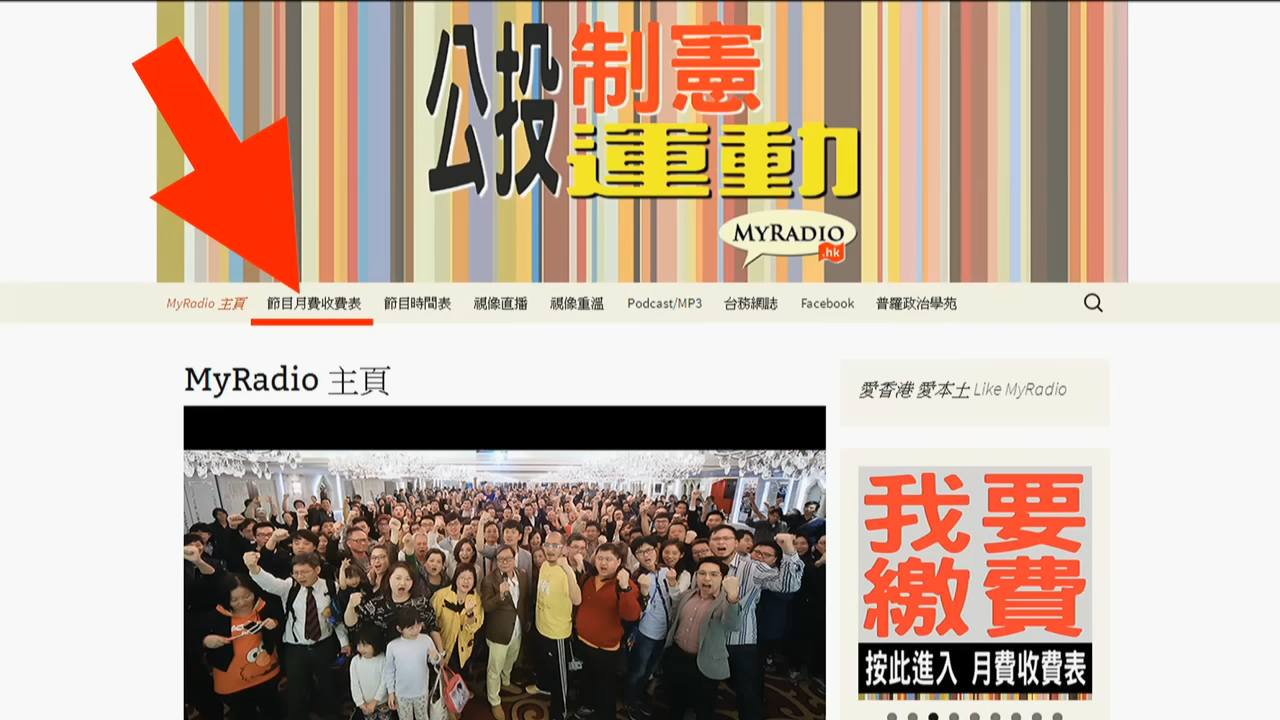 公投制憲
運動
MYRADIO
.hk
MyRadio 主頁 節目月費收費表 節目時間表 視像直播 視像重溫 Podcast/MP3 台務網誌 Facebook 普羅政治學苑
MyRadio 主頁
愛香港 愛本土 Like MyRadio
我要
繳費
按此進入 月費收費表